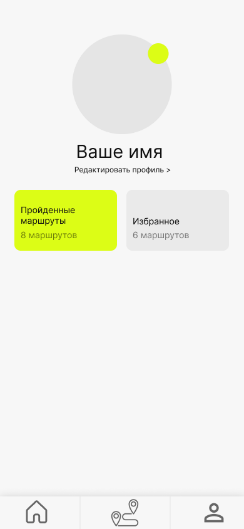 Ваше имя
Редактировать профиль >
Пройденные
маршруты
8 маршрутов
Избранное
6 маршрутов